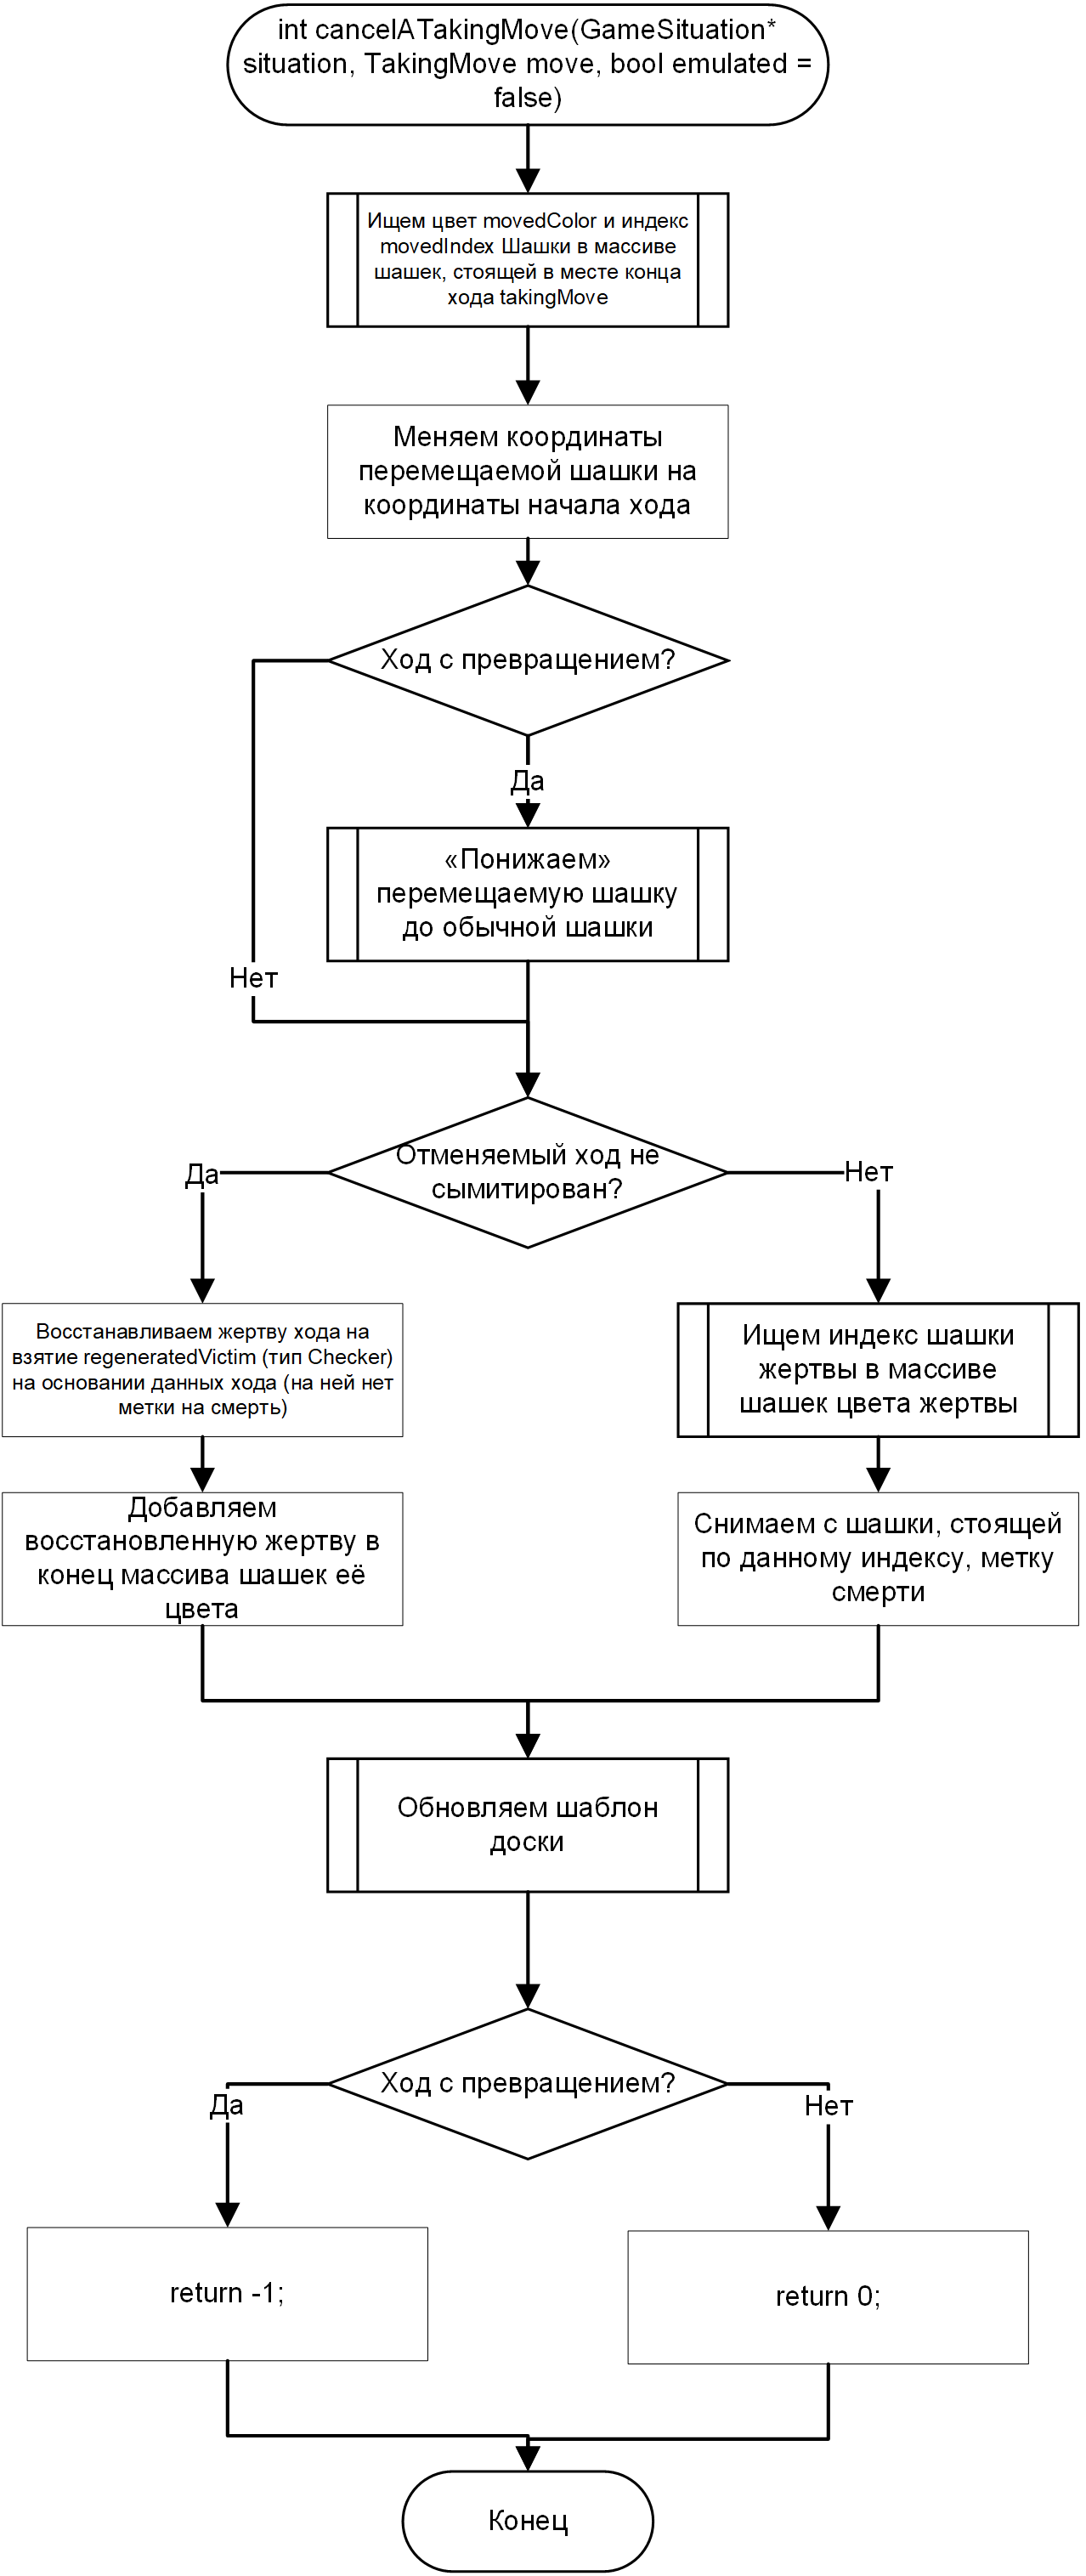 int cancelATakingMove(GameSituation*
situation, TakingMove move, bool emulated =
false)
Ищем цвет movedColor и индекс
movedIndex Шашки в массиве
шашек, стоящей в месте конца
хода takingMove
Меняем координаты
перемещаемой шашки на
координаты начала хода
Ход с превращением?
Да
«Понижаем»
перемещаемую шашку
до обычной шашки
Нет
Отменяемый ход не
сымитирован?
Да
Нет
Восстанавливаем жертву хода на
взятие regeneratedVictim (тип Checker)
на основании данных хода (на ней нет
метки на смерть)
Ищем индекс шашки
жертвы в массиве
шашек цвета жертвы
Добавляем
восстановленную жертву в
конец массива шашек её
цвета
Снимаем с шашки, стоящей
по данному индексу, метку
смерти
Обновляем шаблон
доски
Ход с превращением?
Да
Нет
return -1;
return 0;
Конец